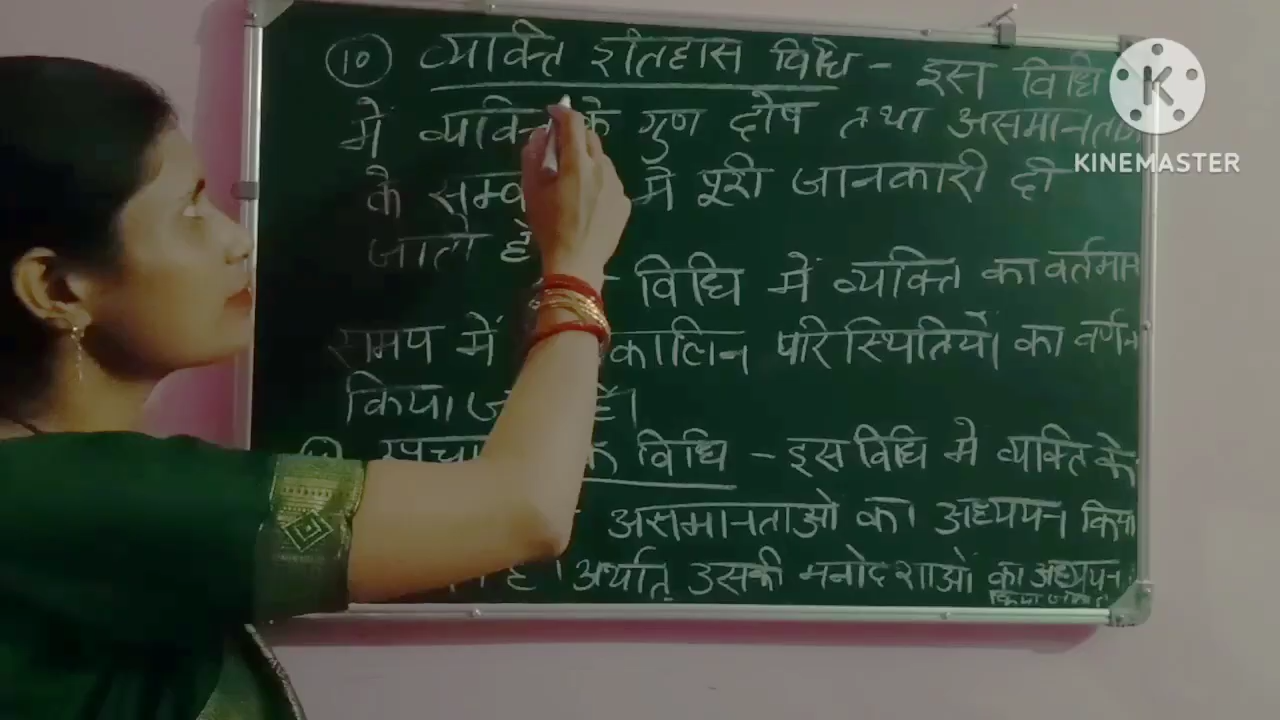 10 व्यक्ति इतिहास विधि - इस विधि
में व्यक्ति के गुण दोष तथा असमानताओं
के में पूरी जानकारी दी
जाती है
विधि में व्यक्ति का वर्तमान
समय में कालिन परिस्थितियों का वर्णन
किया है।
विधि - इस विधि मे व्यक्ति के
असमानताओ का अध्ययन किया
है। अर्थात् उसकी मनोदशाओं का अध्ययन
किया जाता है
K
KINEMASTER